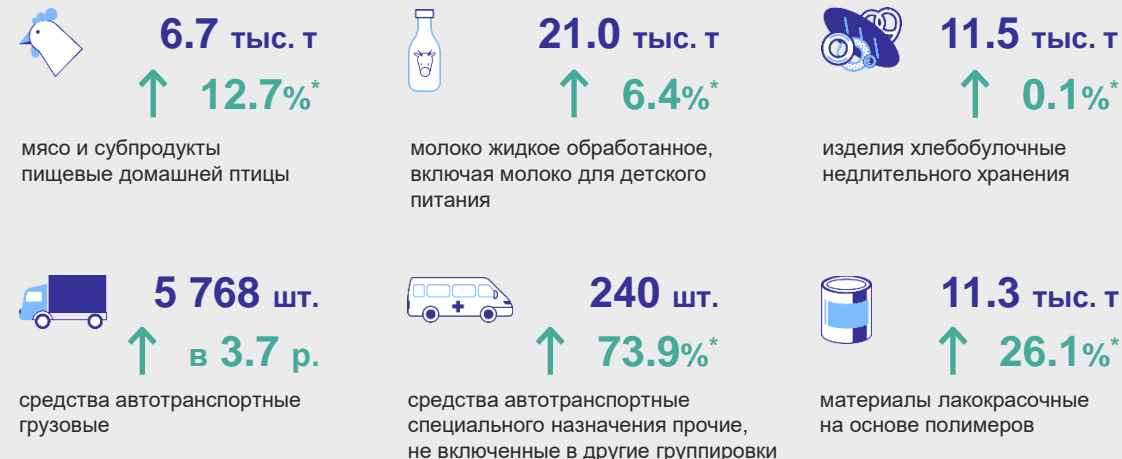 6.7 тыс. т
↑ 12.7%*
мясо и субпродукты
пищевые домашней птицы
21.0 тыс. т
↑ 6.4%*
молоко жидкое обработанное,
включая молоко для детского
питания
11.5 тыс. т
↑ 0.1%*
изделия хлебобулочные
недлительного хранения
5 768 шт.
↑ в 3.7 р.
средства автотранспортные
грузовые
240 шт.
↑ 73.9%*
средства автотранспортные
специального назначения прочие,
не включенные в другие группировки
11.3 тыс. т
↑ 26.1%*
материалы лакокрасочные
на основе полимеров